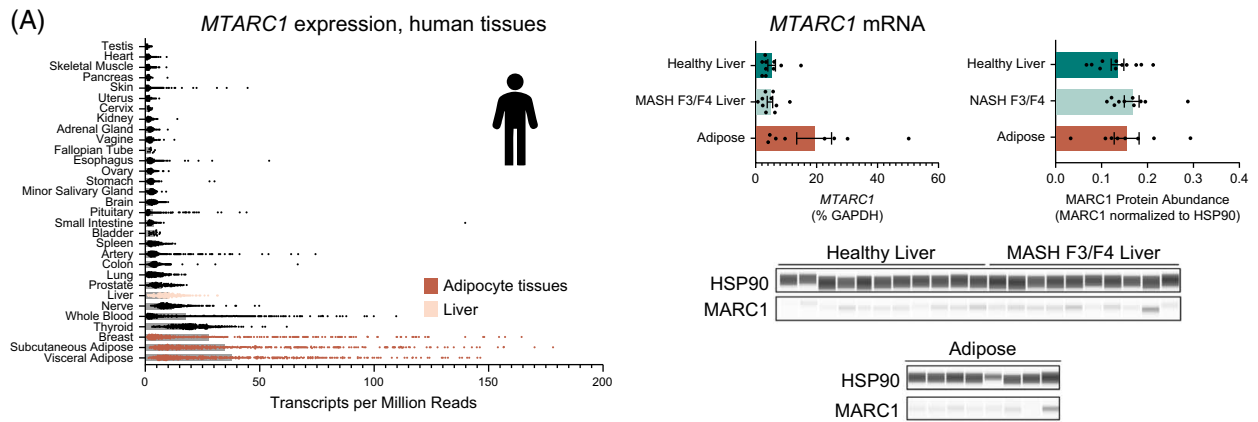 (A)
MTARC1 expression, human tissues
Testis
Heart
Skeletal Muscle
Pancreas
Skin
Uterus
Cervix
Kidney
Adrenal Gland
Vagine
Fallopian Tube
Esophagus
Ovary
Stomach
Minor Salivary Gland
Brain
Pituitary
Small Intestine
Bladder
Spleen
Artery
Colon
Lung
Prostate
Liver
Nerve
Whole Blood
Thyroid
Breast
Subcutaneous Adipose
Visceral Adipose
0 50 100 150 200
Transcripts per Million Reads
Adipocyte tissues
Liver
MTARC1 mRNA
Healthy Liver
MASH F3/F4 Liver
Adipose
0 20 40 60
MTARC1
(% GAPDH)
Healthy Liver
NASH F3/F4
Adipose
0.0 0.1 0.2 0.3 0.4
MARC1 Protein Abundance
(MARC1 normalized to HSP90)
Healthy Liver MASH F3/F4 Liver
HSP90
MARC1
Adipose
HSP90
MARC1